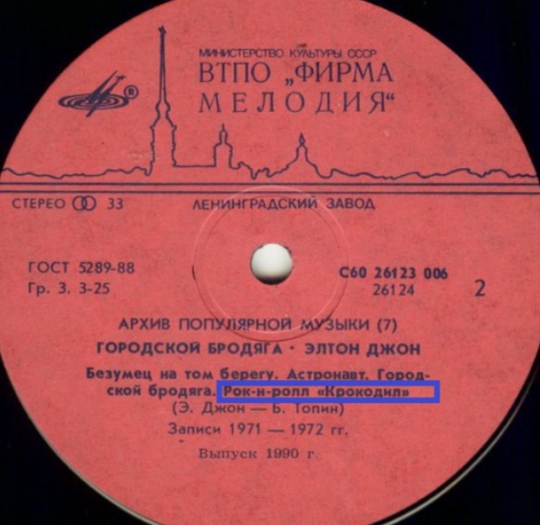 МИНИСТЕРСТВО КУЛЬТУРЫ СССР
ВТПО „ФИРМА
МЕЛОДИЯ“
®
СТЕРЕО 33
ЛЕНИНГРАДСКИЙ ЗАВОД
ГОСТ 5289-88
Гр. 3. 3-25
С60 26123 006
26124
2
АРХИВ ПОПУЛЯРНОЙ МУЗЫКИ (7)
ГОРОДСКОЙ БРОДЯГА · ЭЛТОН ДЖОН
Безумец на том берегу. Астронавт. Город-
ской бродяга. Рок-н-ролл «Крокодил»
(Э. Джон — Б. Топин)
Записи 1971 — 1972 гг.
Выпуск 1990 г